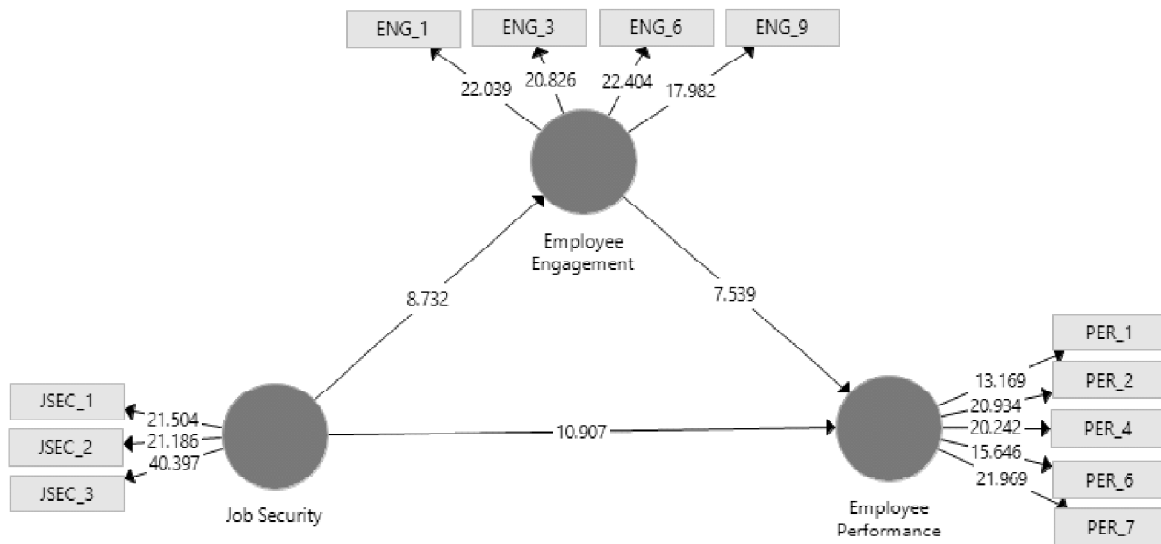 ENG_1 ENG_3 ENG_6 ENG_9
22.039 20.826 22.404 17.982
Employee
Engagement
8.732 7.539
JSEC_1
JSEC_2
JSEC_3
21.504
21.186
40.397
Job Security
10.907
Employee
Performance
13.169
20.934
20.242
15.646
21.969
PER_1
PER_2
PER_4
PER_6
PER_7